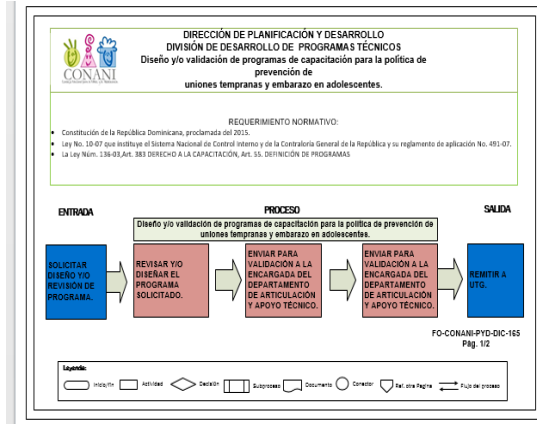 DIRECCIÓN DE PLANIFICACIÓN Y DESARROLLO
DIVISIÓN DE DESARROLLO DE PROGRAMAS TÉCNICOS
Diseño y/o validación de programas de capacitación para la política de
prevención de
uniones tempranas y embarazo en adolescentes.
CONANI
REQUERIMIENTO NORMATIVO:
• Constitución de la República Dominicana, proclamada del 2015.
• Ley No. 10-07 que instituye el Sistema Nacional de Control Interno y de la Contraloría General de la República y su reglamento de aplicación No. 491-07.
• La Ley Núm. 136-03,Art. 383 DERECHO A LA CAPACITACIÓN, Art. 55. DEFINICIÓN DE PROGRAMAS
ENTRADA
PROCESO
SALIDA
Diseño y/o validación de programas de capacitación para la política de prevención de
uniones tempranas y embarazo en adolescentes.
SOLICITAR
DISEÑO Y/O
REVISIÓN DE
PROGRAMA.
REVISAR Y/O
DISEÑAR EL
PROGRAMA
SOLICITADO.
ENVIAR PARA
VALIDACIÓN A LA
ENCARGADA DEL
DEPARTAMENTO
DE ARTICULACIÓN
Y APOYO TÉCNICO.
ENVIAR PARA
VALIDACIÓN A LA
ENCARGADA DEL
DEPARTAMENTO
DE ARTICULACIÓN
Y APOYO TÉCNICO.
REMITIR A
UTG.
FO-CONANI-PYD-DIC-165
Pág. 1/2
Leyenda:
Inicio/fin
Actividad
Decisión
Subproceso
Documento
Conector
Ref. otra Pagina
Flujo del proceso